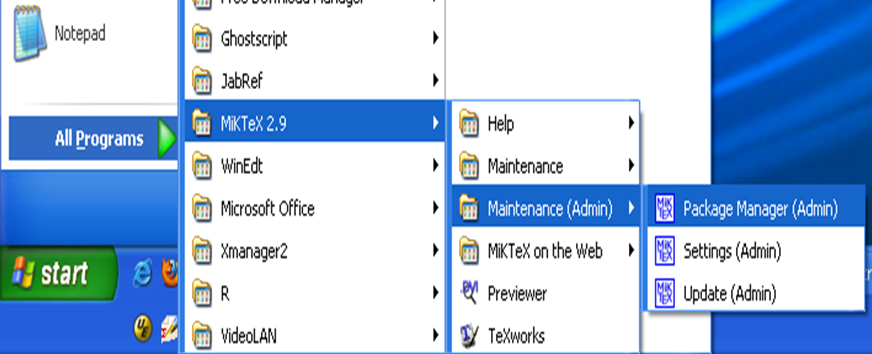 Free Download Manager
Notepad
Ghostscript
JabRef
MiKTeX 2.9
Help
All Programs
WinEdt
Maintenance
Microsoft Office
Maintenance (Admin)
Package Manager (Admin)
Xmanager2
MiKTeX on the Web
Settings (Admin)
start
R
Previewer
Update (Admin)
VideoLAN
TeXworks